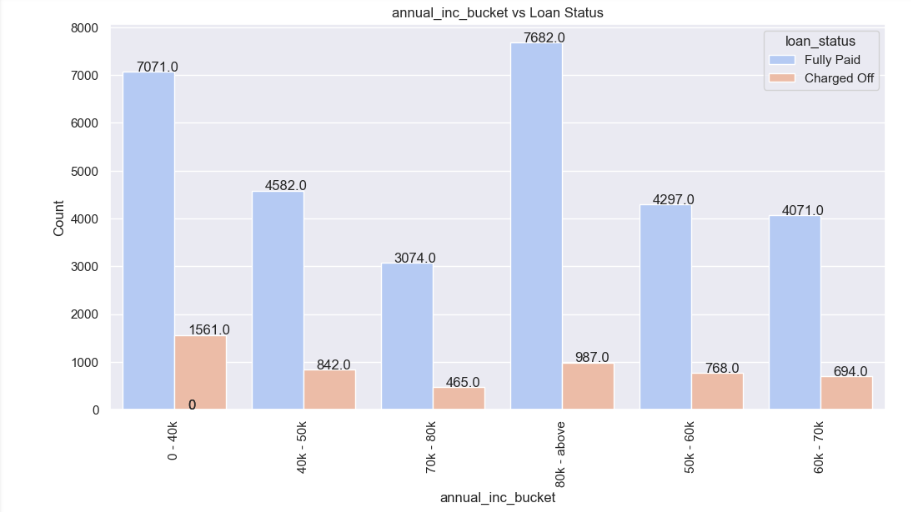 annual_inc_bucket vs Loan Status
8000
7000
6000
5000
4000
3000
2000
1000
0
Count
loan_status
Fully Paid
Charged Off
7071.0
1561.0
0
4582.0
842.0
3074.0
465.0
7682.0
987.0
4297.0
768.0
4071.0
694.0
0 - 40k
40k - 50k
70k - 80k
80k - above
50k - 60k
60k - 70k
annual_inc_bucket